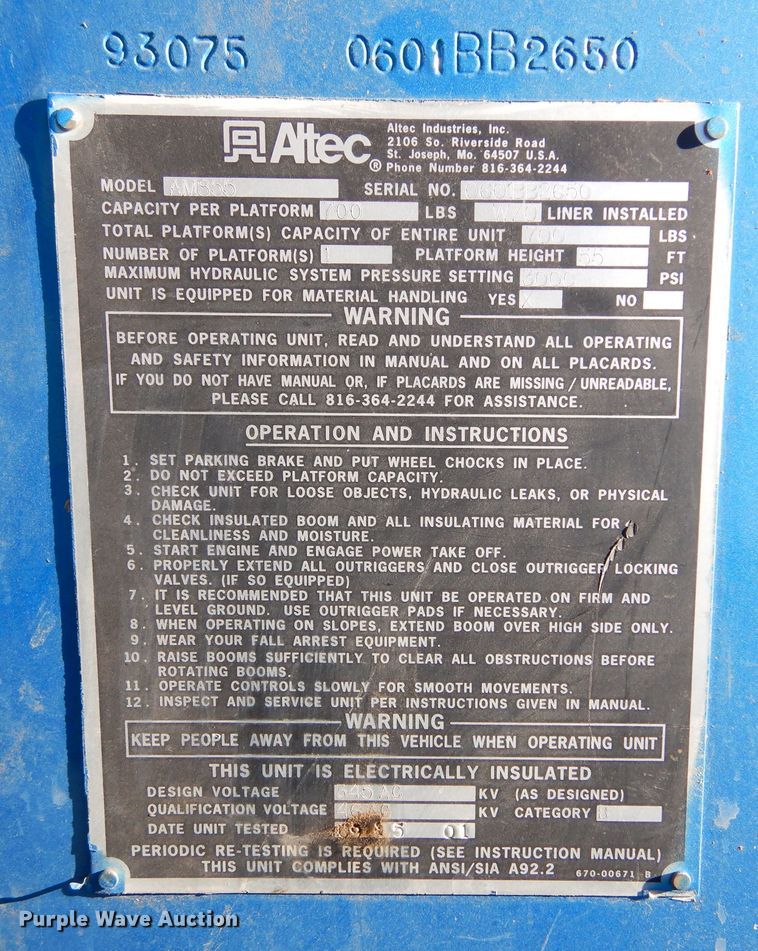 93075 0601BB2650
Altec®
Altec Industries, Inc.
2106 So. Riverside Road
St. Joseph, Mo. 64507 U.S.A.
Phone Number 816-364-2244
MODEL AM855 SERIAL NO. 0601BB2650
CAPACITY PER PLATFORM 700 LBS W/O LINER INSTALLED
TOTAL PLATFORM(S) CAPACITY OF ENTIRE UNIT 700 LBS
NUMBER OF PLATFORM(S) 1 PLATFORM HEIGHT 55 FT
MAXIMUM HYDRAULIC SYSTEM PRESSURE SETTING 3000 PSI
UNIT IS EQUIPPED FOR MATERIAL HANDLING YES X NO
WARNING
BEFORE OPERATING UNIT, READ AND UNDERSTAND ALL OPERATING
AND SAFETY INFORMATION IN MANUAL AND ON ALL PLACARDS.
IF YOU DO NOT HAVE MANUAL OR, IF PLACARDS ARE MISSING/UNREADABLE,
PLEASE CALL 816-364-2244 FOR ASSISTANCE.
OPERATION AND INSTRUCTIONS
1. SET PARKING BRAKE AND PUT WHEEL CHOCKS IN PLACE.
2. DO NOT EXCEED PLATFORM CAPACITY.
3. CHECK UNIT FOR LOOSE OBJECTS, HYDRAULIC LEAKS, OR PHYSICAL
DAMAGE.
4. CHECK INSULATED BOOM AND ALL INSULATING MATERIAL FOR
CLEANLINESS AND MOISTURE.
5. START ENGINE AND ENGAGE POWER TAKE OFF.
6. PROPERLY EXTEND ALL OUTRIGGERS AND CLOSE OUTRIGGER LOCKING
VALVES. (IF SO EQUIPPED)
7. IT IS RECOMMENDED THAT THIS UNIT BE OPERATED ON FIRM AND
LEVEL GROUND. USE OUTRIGGER PADS IF NECESSARY.
8. WHEN OPERATING ON SLOPES, EXTEND BOOM OVER HIGH SIDE ONLY.
9. WEAR YOUR FALL ARREST EQUIPMENT.
10. RAISE BOOMS SUFFICIENTLY TO CLEAR ALL OBSTRUCTIONS BEFORE
ROTATING BOOMS.
11. OPERATE CONTROLS SLOWLY FOR SMOOTH MOVEMENTS.
12. INSPECT AND SERVICE UNIT PER INSTRUCTIONS GIVEN IN MANUAL.
WARNING
KEEP PEOPLE AWAY FROM THIS VEHICLE WHEN OPERATING UNIT
THIS UNIT IS ELECTRICALLY INSULATED
DESIGN VOLTAGE KV (AS DESIGNED)
QUALIFICATION VOLTAGE KV CATEGORY B
DATE UNIT TESTED 01
PERIODIC RE-TESTING IS REQUIRED (SEE INSTRUCTION MANUAL)
THIS UNIT COMPLIES WITH ANSI/SIA A92.2 670-00671 B
Purple Wave Auction